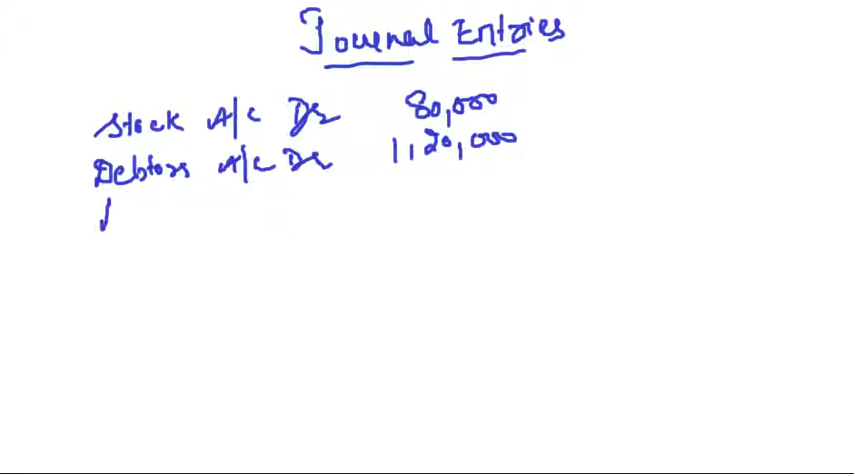 Journal Entries
Stock A/c Dr 80,000
Debtors A/c Dr 1,20,000